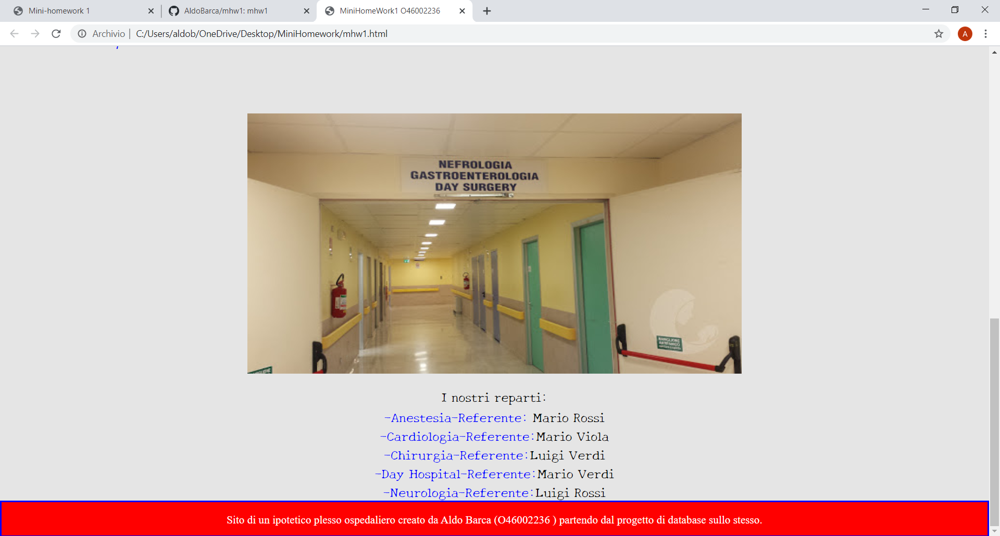 Mini-homework 1
AldoBarca/mhw1: mhw1
MiniHomeWork1 O46002236
Archivio
C:/Users/aldob/OneDrive/Desktop/MiniHomework/mhw1.html
A
NEFROLOGIA
GASTROENTEROLOGIA
DAY SURGERY
MANIGLIONE
ANTIPANICO
I nostri reparti:
-Anestesia-Referente: Mario Rossi
-Cardiologia-Referente:Mario Viola
-Chirurgia-Referente:Luigi Verdi
-Day Hospital-Referente:Mario Verdi
-Neurologia-Referente:Luigi Rossi
Sito di un ipotetico plesso ospedaliero creato da Aldo Barca (O46002236 ) partendo dal progetto di database sullo stesso.